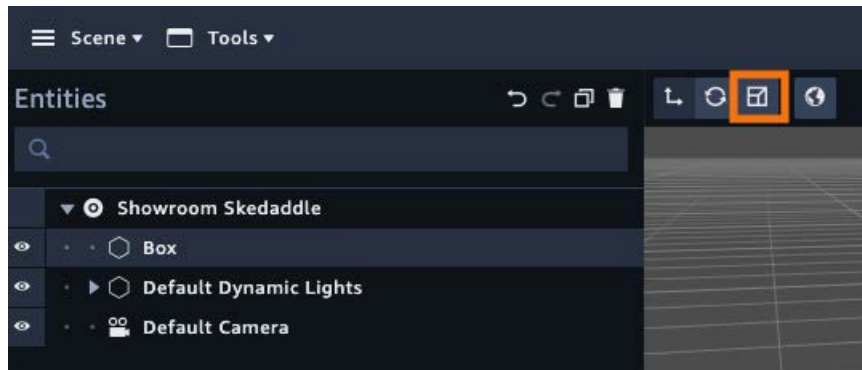 Scene Tools
Entities
Showroom Skedaddle
Box
Default Dynamic Lights
Default Camera